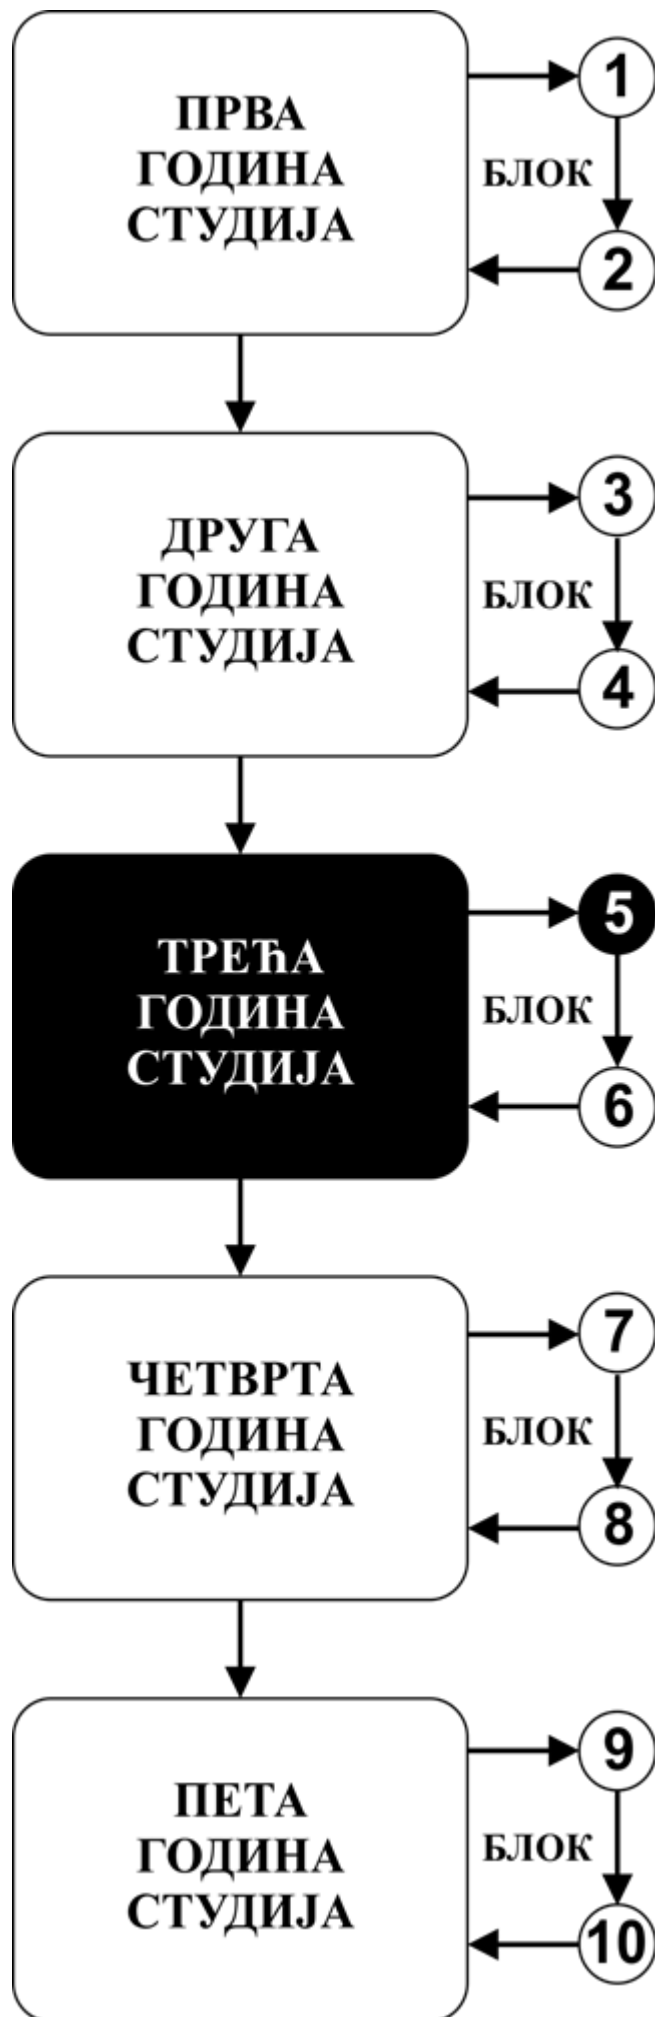 ПРВА
ГОДИНА
СТУДИЈА
1
БЛОК
2
ДРУГА
ГОДИНА
СТУДИЈА
3
БЛОК
4
ТРЕЋА
ГОДИНА
СТУДИЈА
5
БЛОК
6
ЧЕТВРТА
ГОДИНА
СТУДИЈА
7
БЛОК
8
ПЕТА
ГОДИНА
СТУДИЈА
9
БЛОК
10